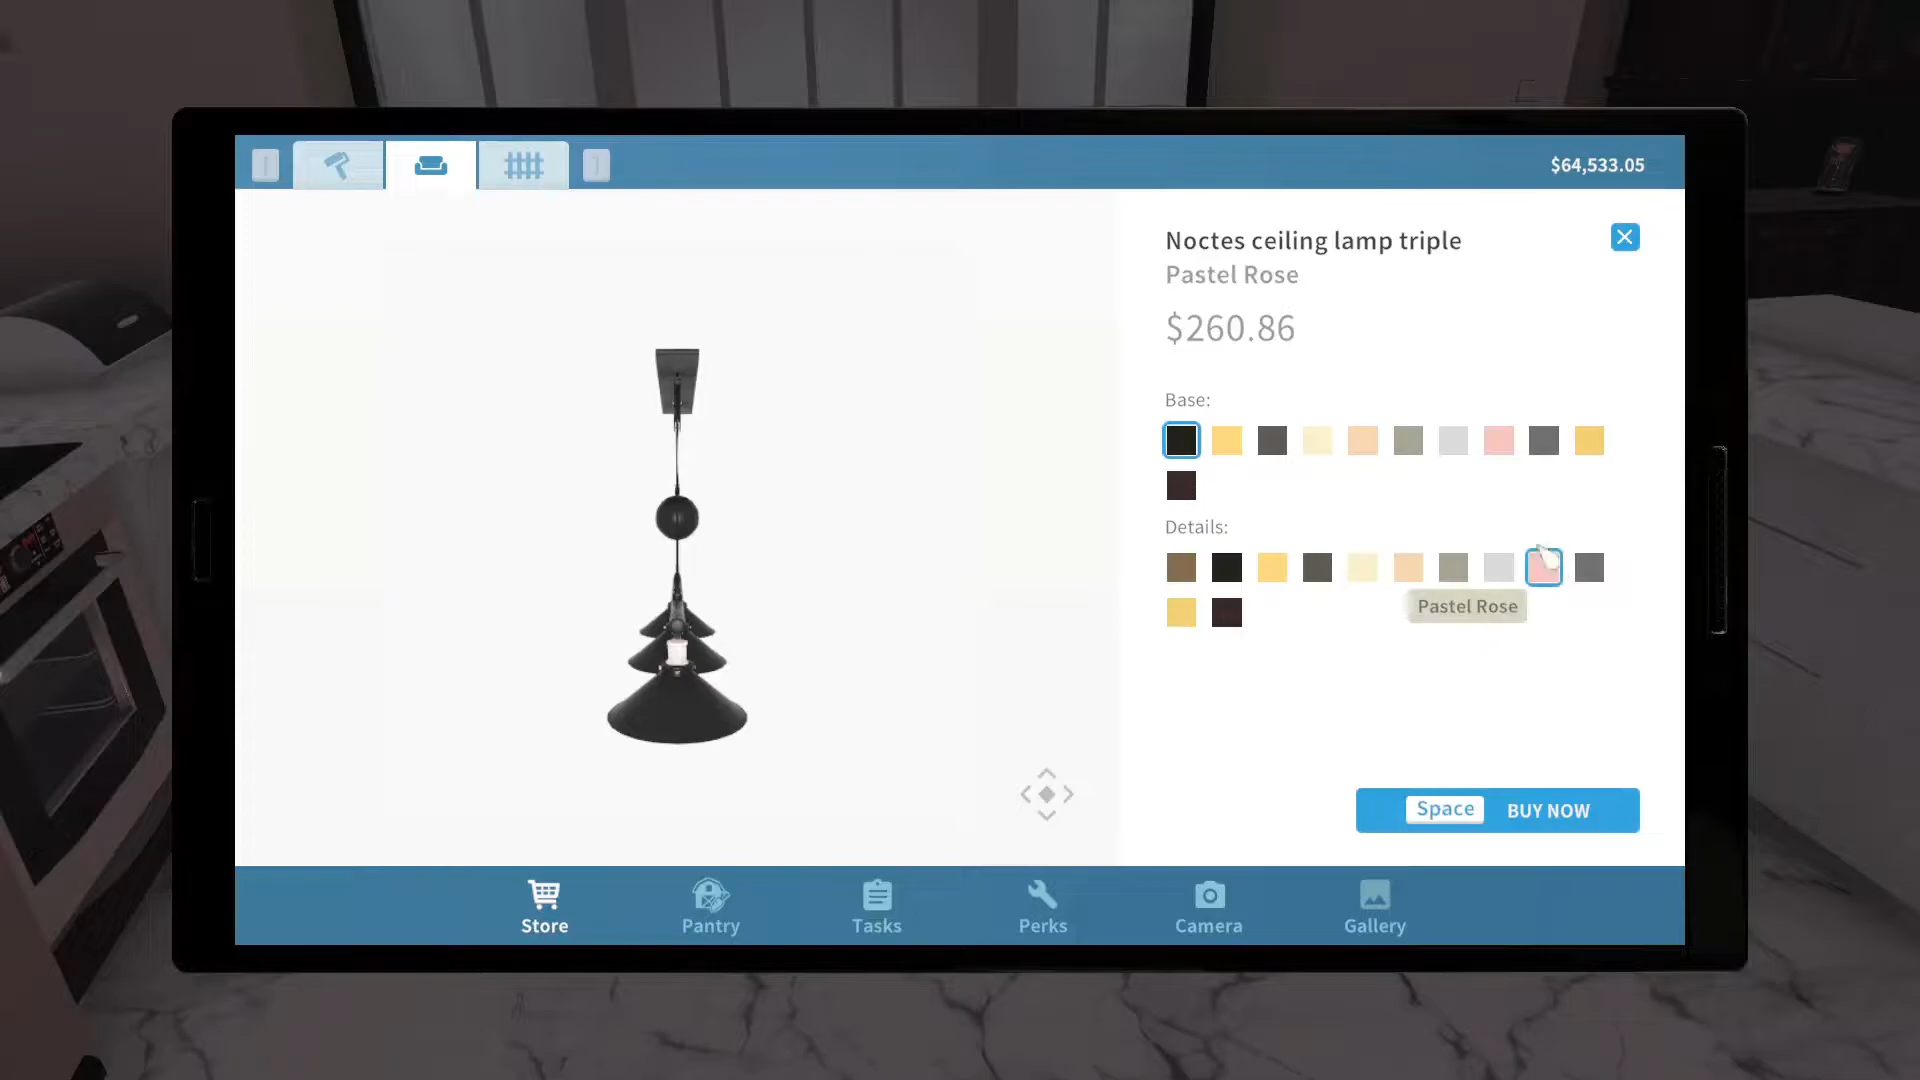 $64,533.05
Noctes ceiling lamp triple
Pastel Rose
$260.86
Base:
Details:
Pastel Rose
Space BUY NOW
Store Pantry Tasks Perks Camera Gallery